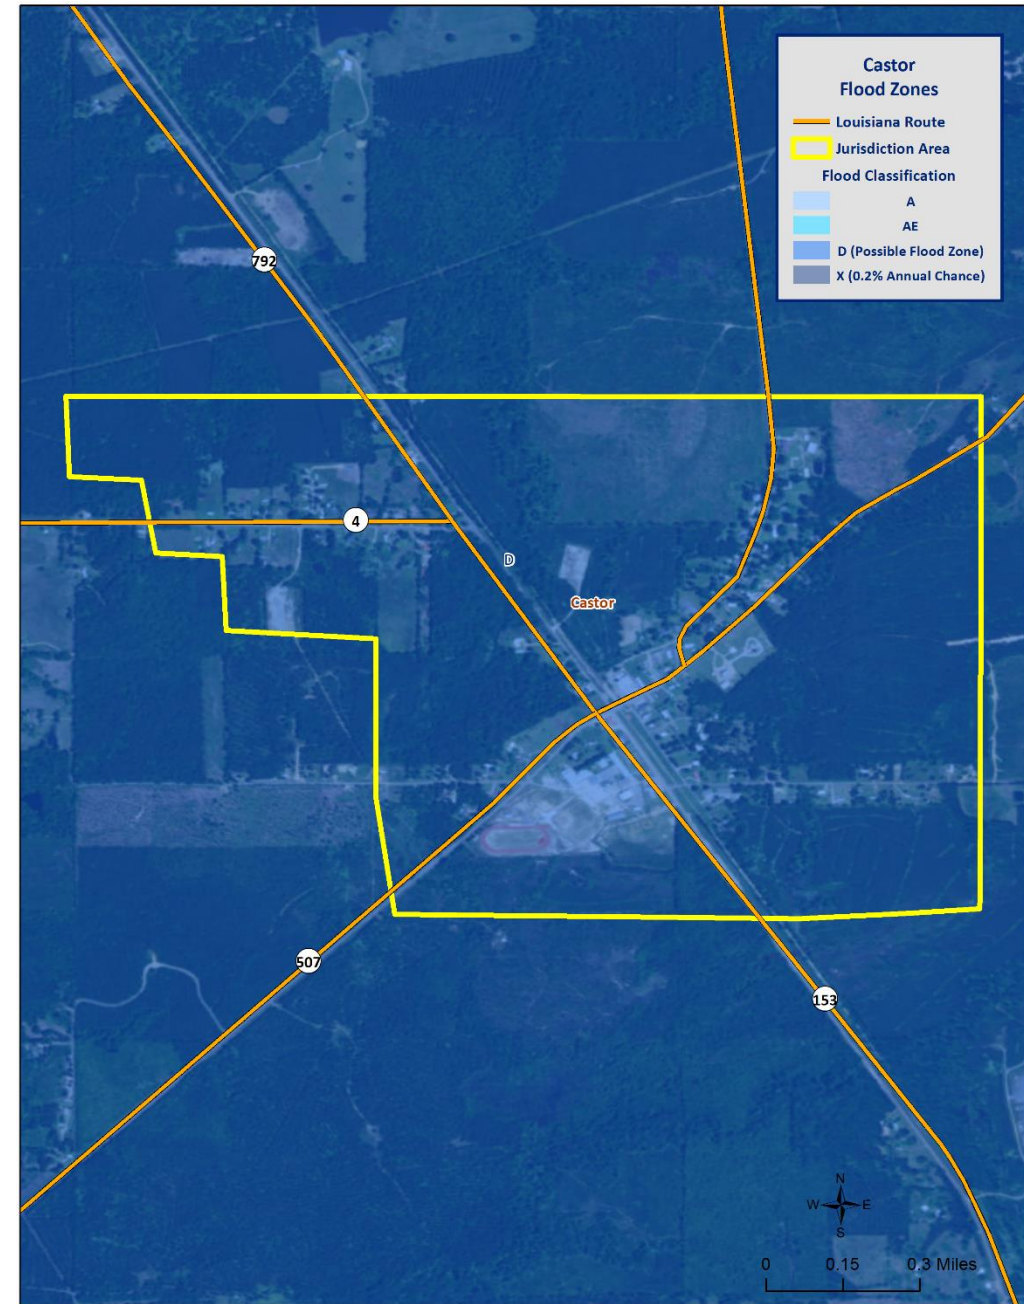 Castor
Flood Zones
Louisiana Route
Jurisdiction Area
Flood Classification
A
AE
D (Possible Flood Zone)
X (0.2% Annual Chance)
792
4
D
Castor
507
153
N
W E
S
0 0.15 0.3 Miles